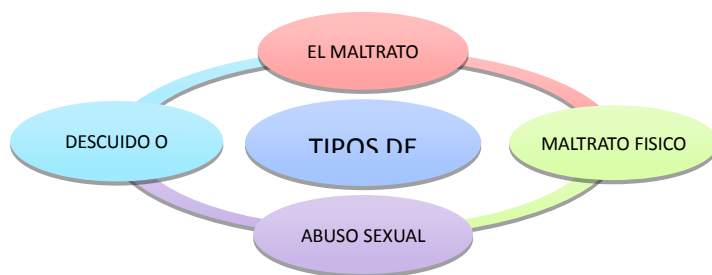 EL MALTRATO
DESCUIDO O
TIPOS DE
MALTRATO FISICO
ABUSO SEXUAL